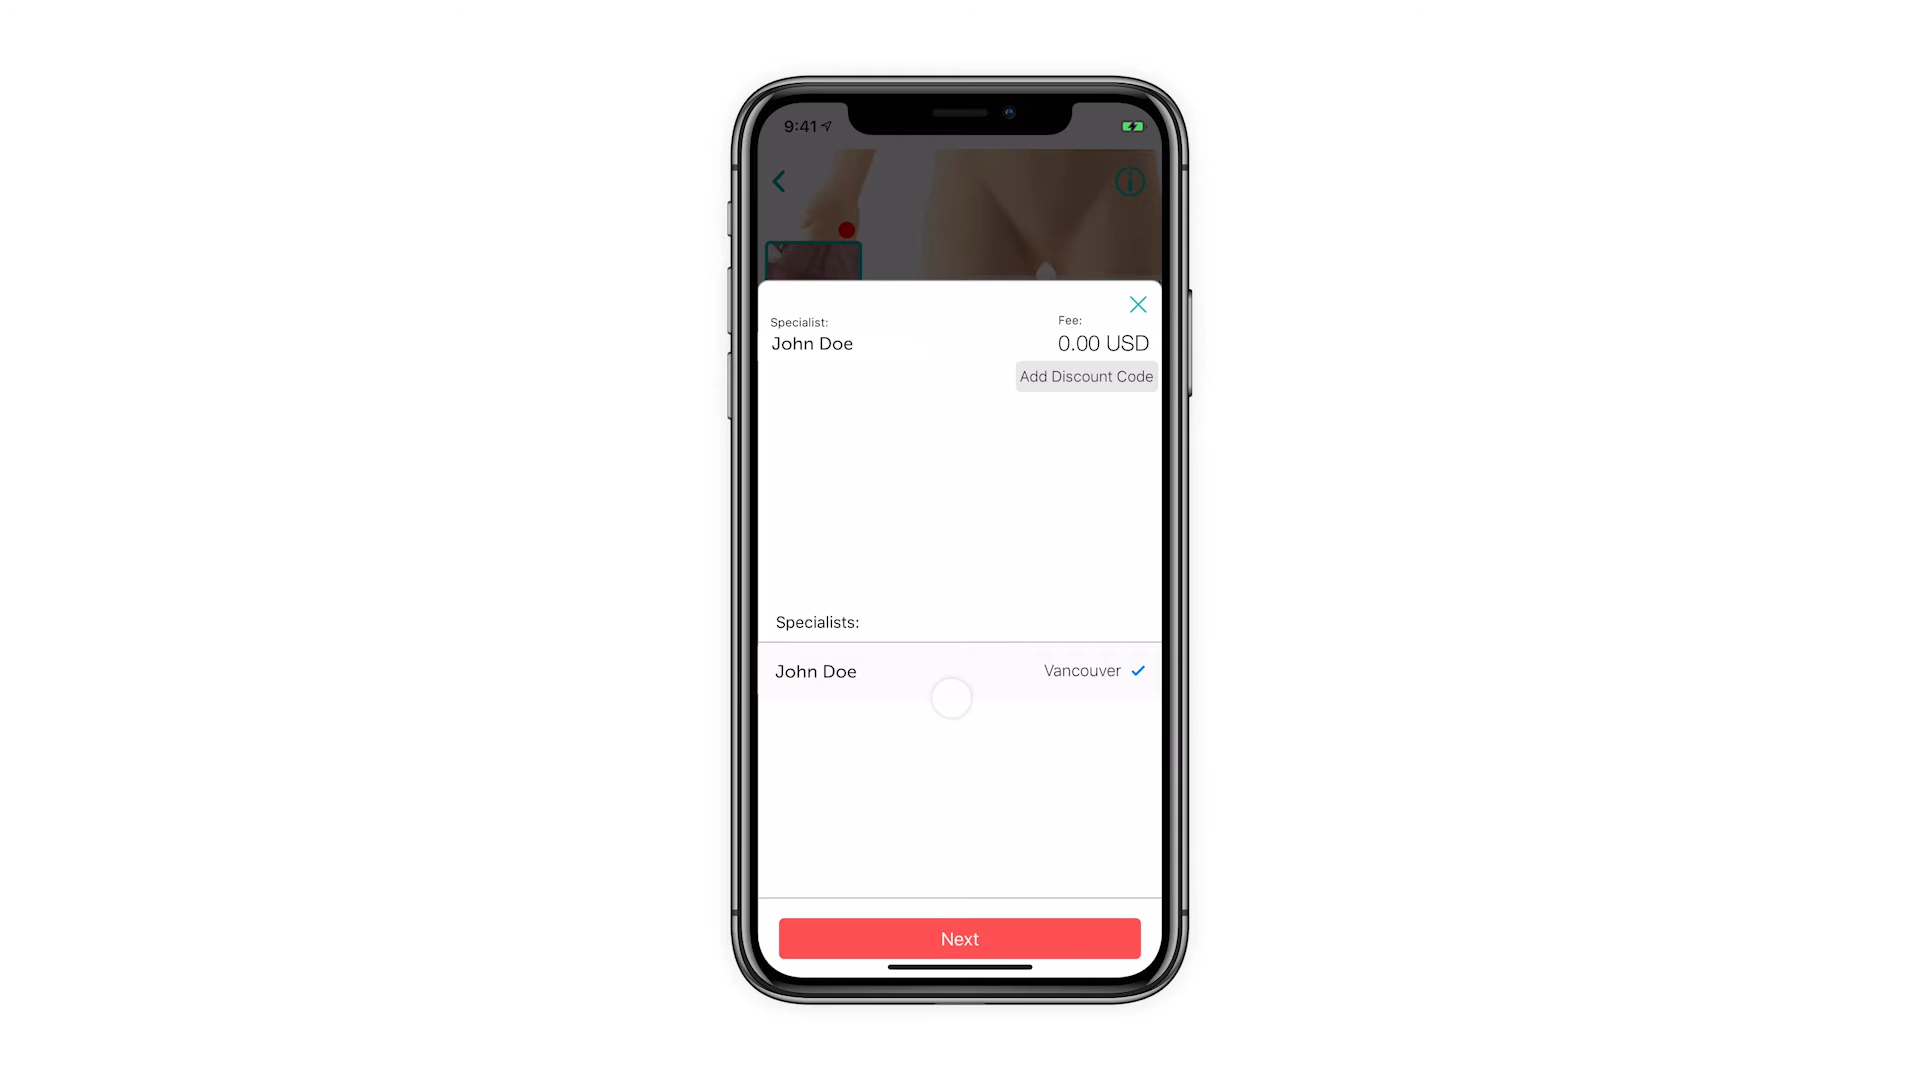 9:41
Specialist:
Fee:
John Doe
0.00 USD
Add Discount Code
Specialists:
John Doe
Vancouver
Next